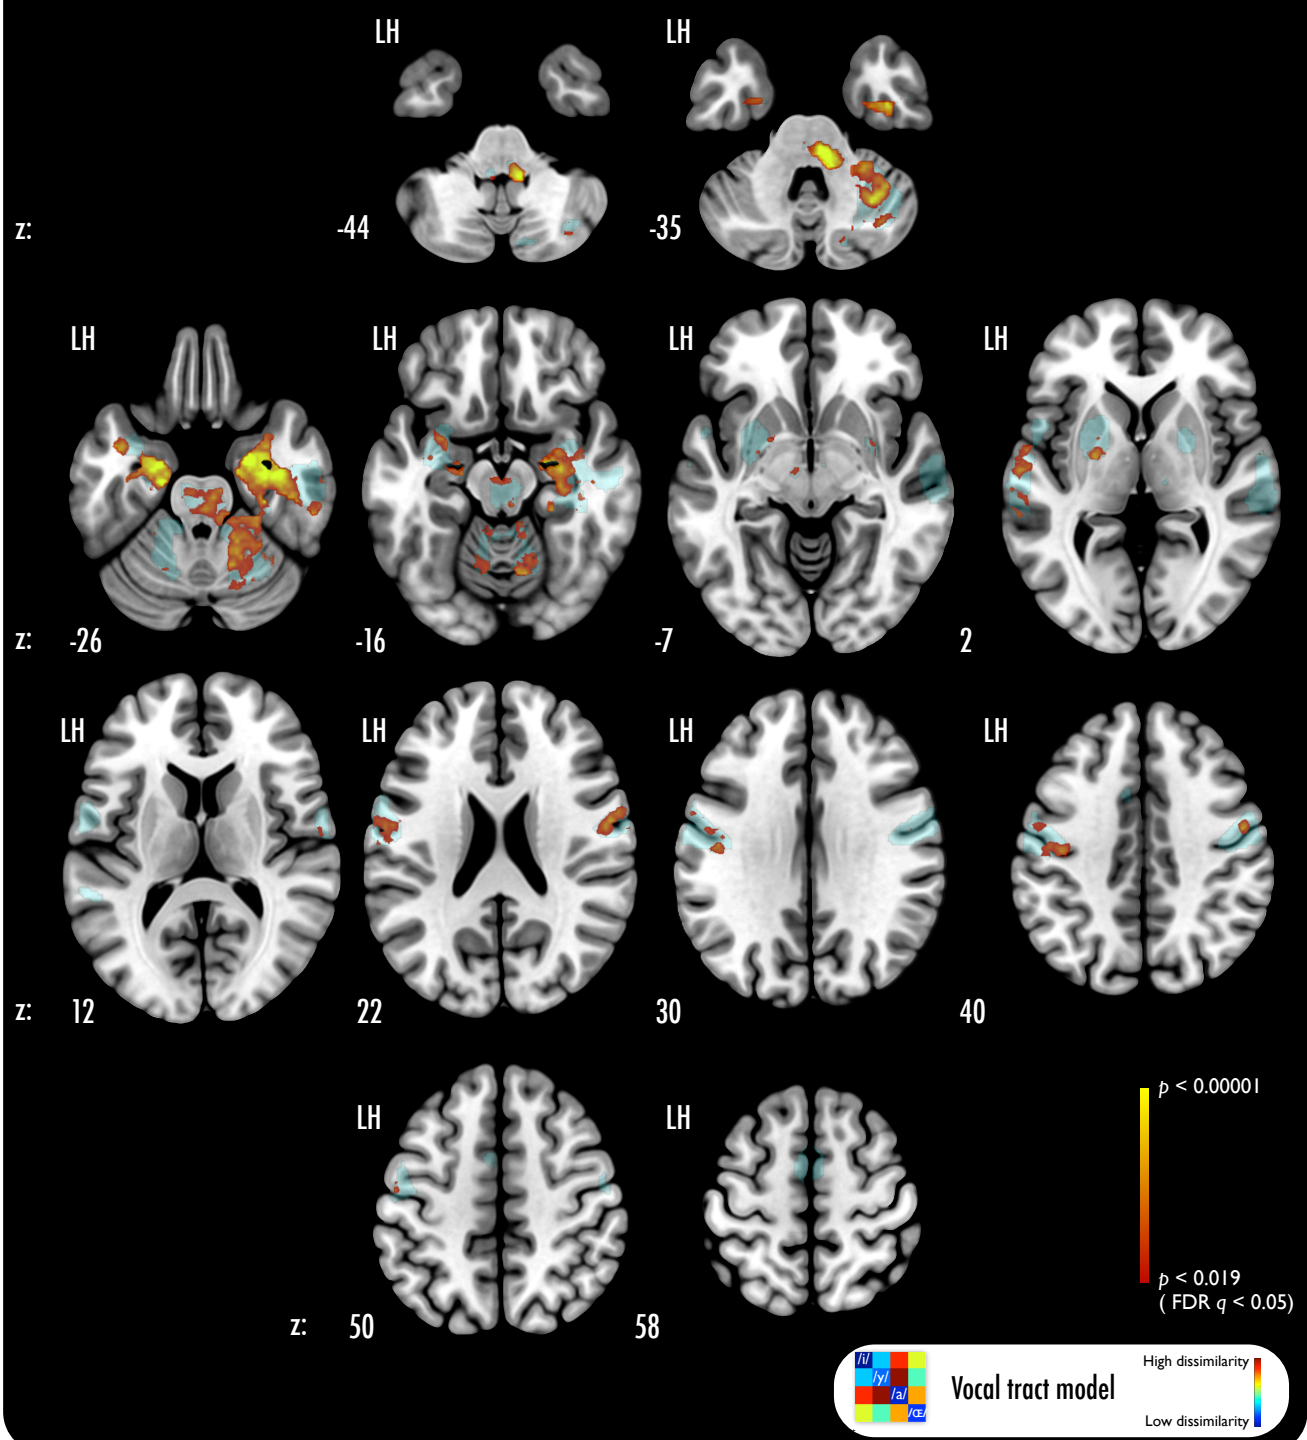 LH LH
z: -44 -35
LH LH LH LH
z: -26 -16 -7 2
LH LH LH LH
z: 12 22 30 40
LH LH
p < 0.00001
p < 0.019
( FDR q < 0.05)
z: 50 58
/i/
/y/
/a/
/Œ/
Vocal tract model
High dissimilarity
Low dissimilarity